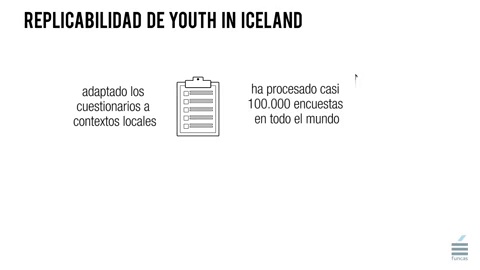 REPLICABILIDAD DE YOUTH IN ICELAND
adaptado los
cuestionarios a
contextos locales
ha procesado casi
100.000 encuestas
en todo el mundo
funcas